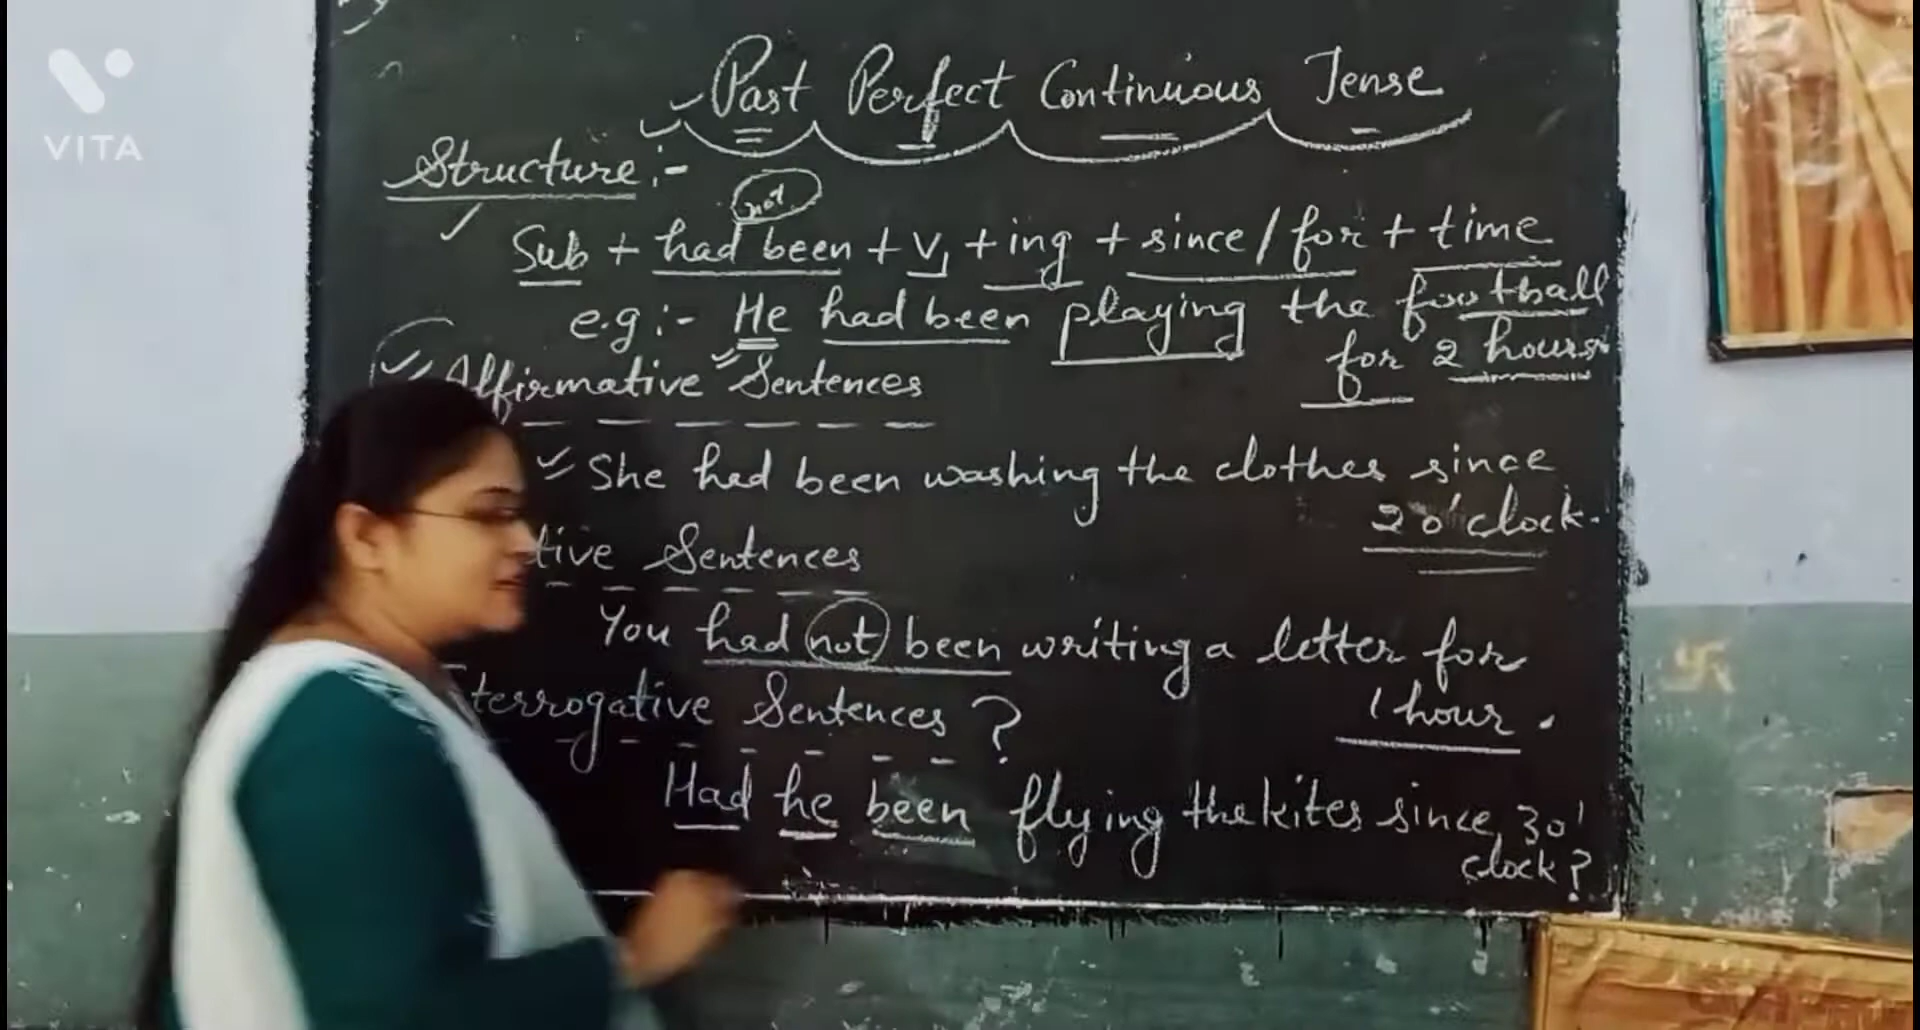 VITA
Past Perfect Continuous Tense
Structure :-
not
Sub + had been + V1 + ing + since / for + time
e.g :- He had been playing the football
for 2 hours.
Affirmative Sentences
She had been washing the clothes since
2 o'clock.
tive Sentences
You had not been writing a letter for
1 hour.
terrogative Sentences ?
Had he been flying the kites since 3 o'
clock ?